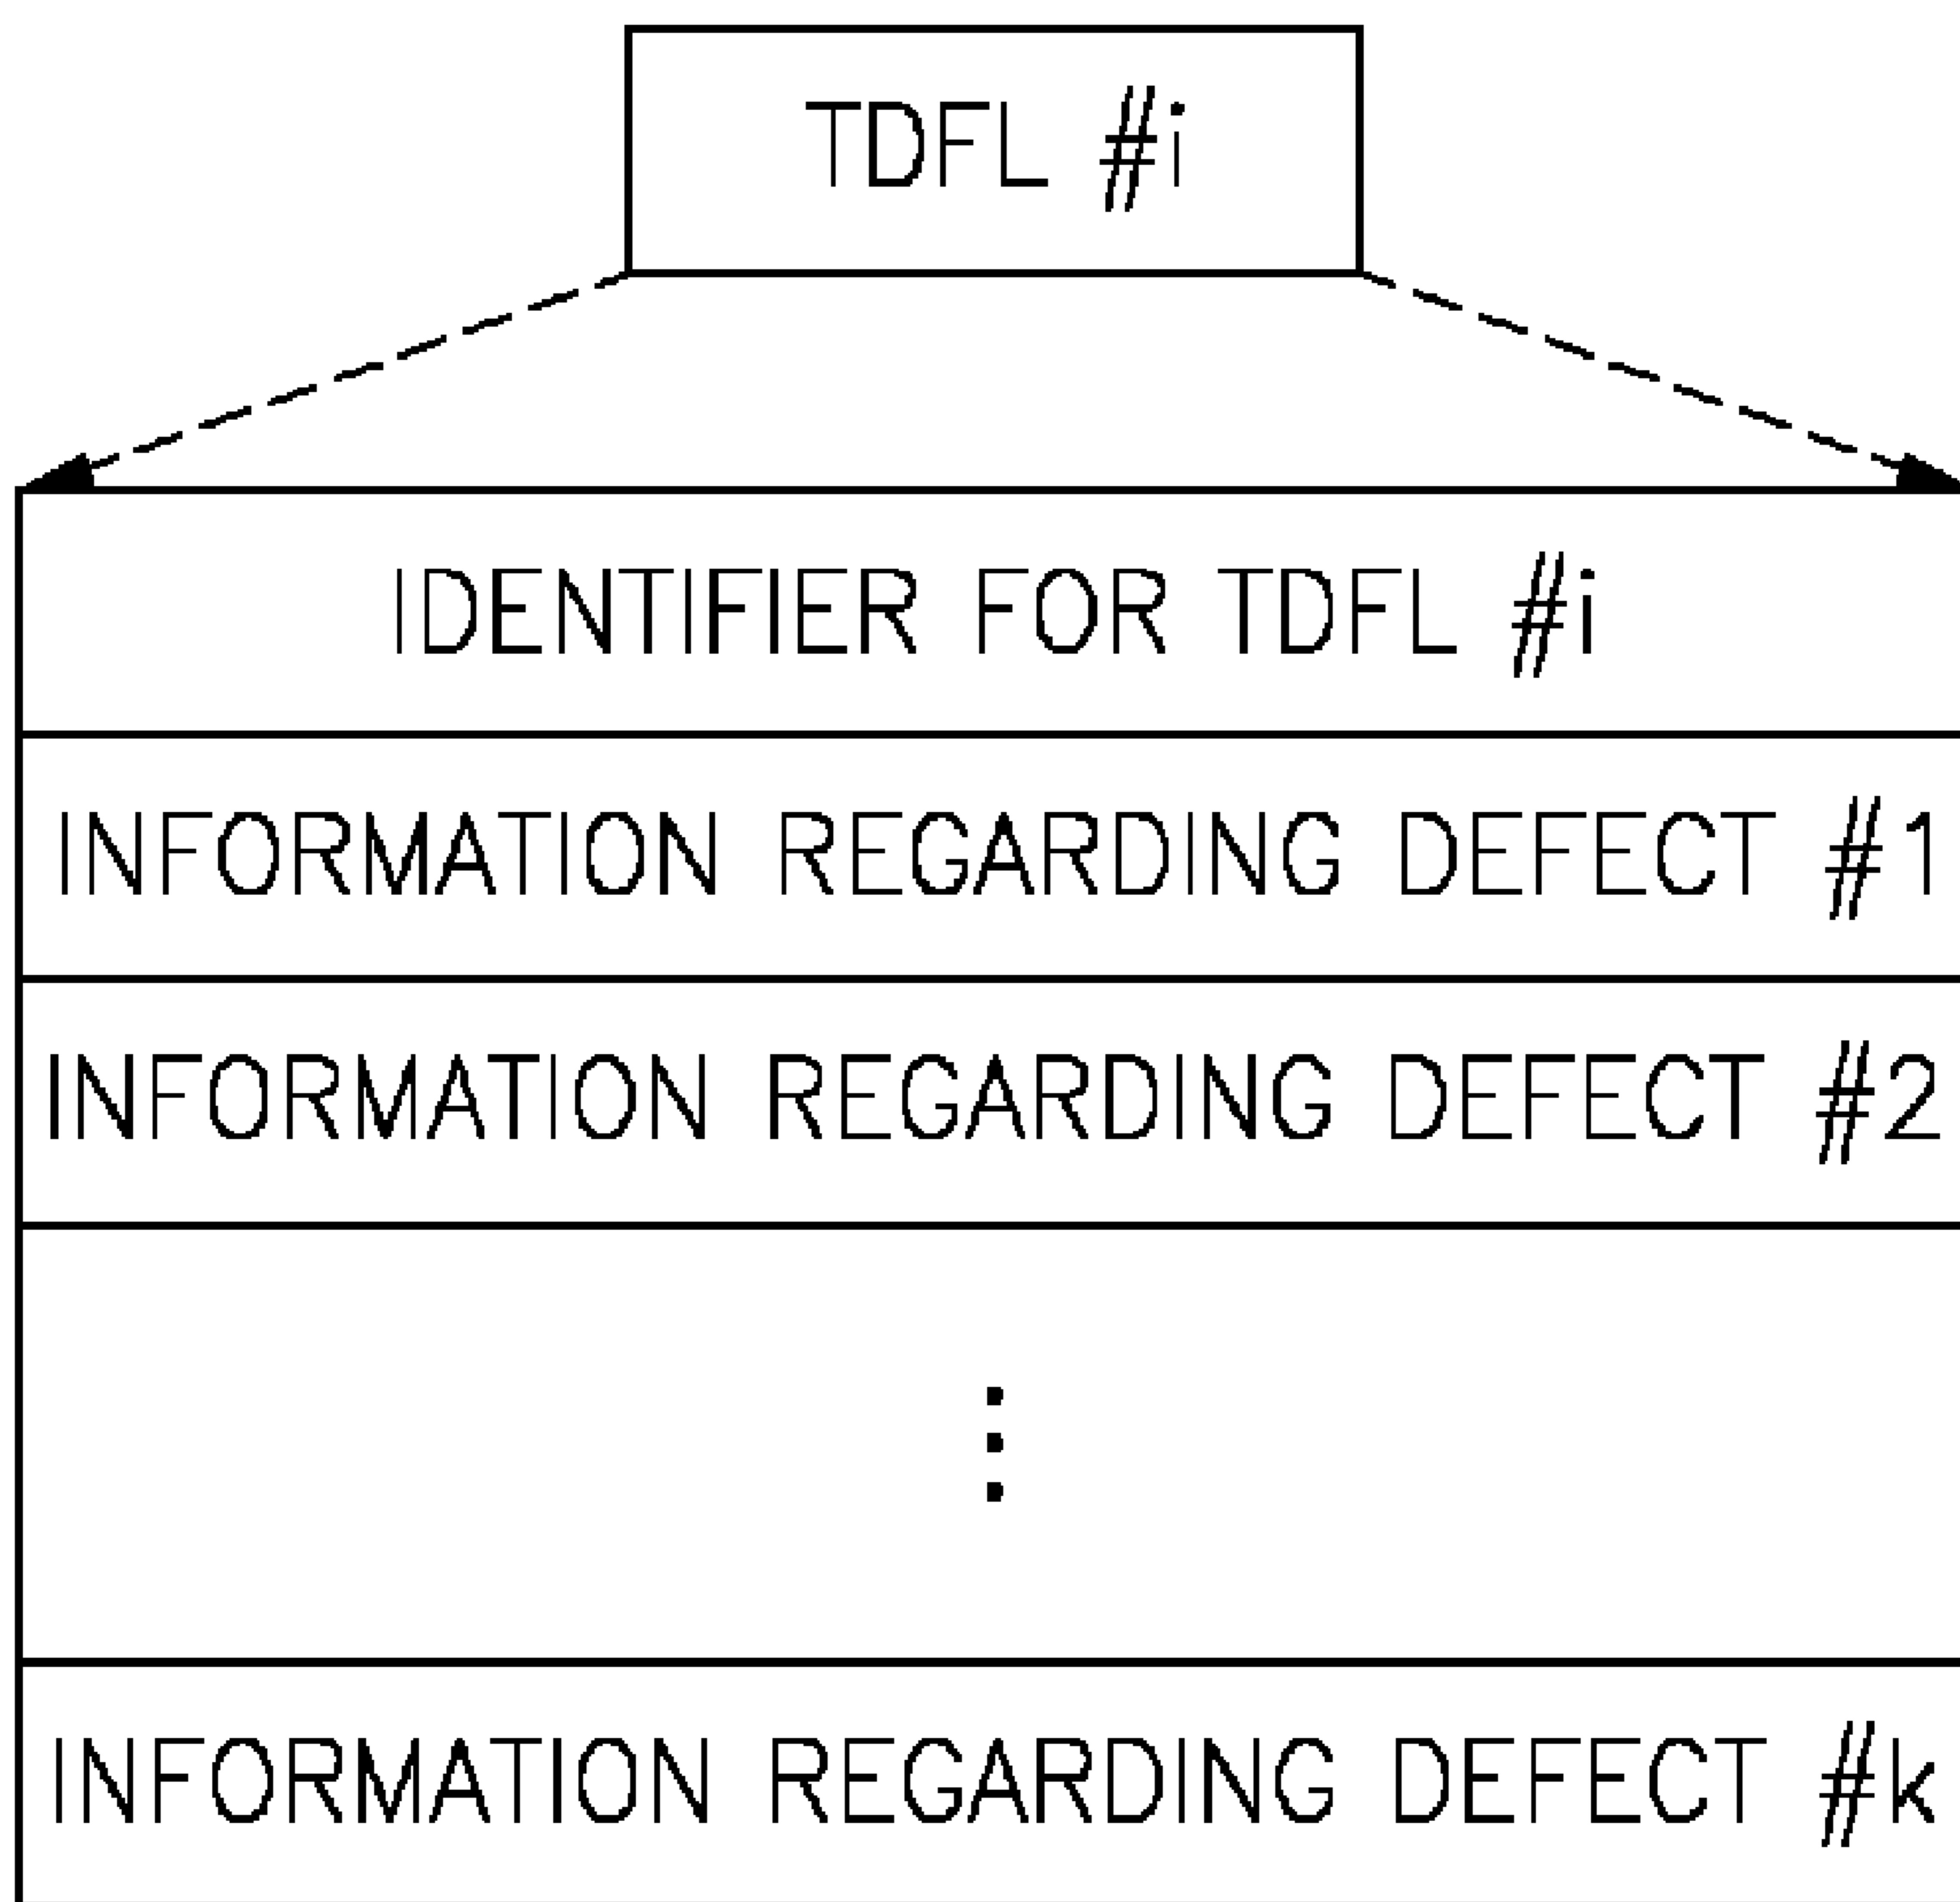 TDFL #i
IDENTIFIER FOR TDFL #i
INFORMATION REGARDING DEFECT #1
INFORMATION REGARDING DEFECT #2
INFORMATION REGARDING DEFECT #k